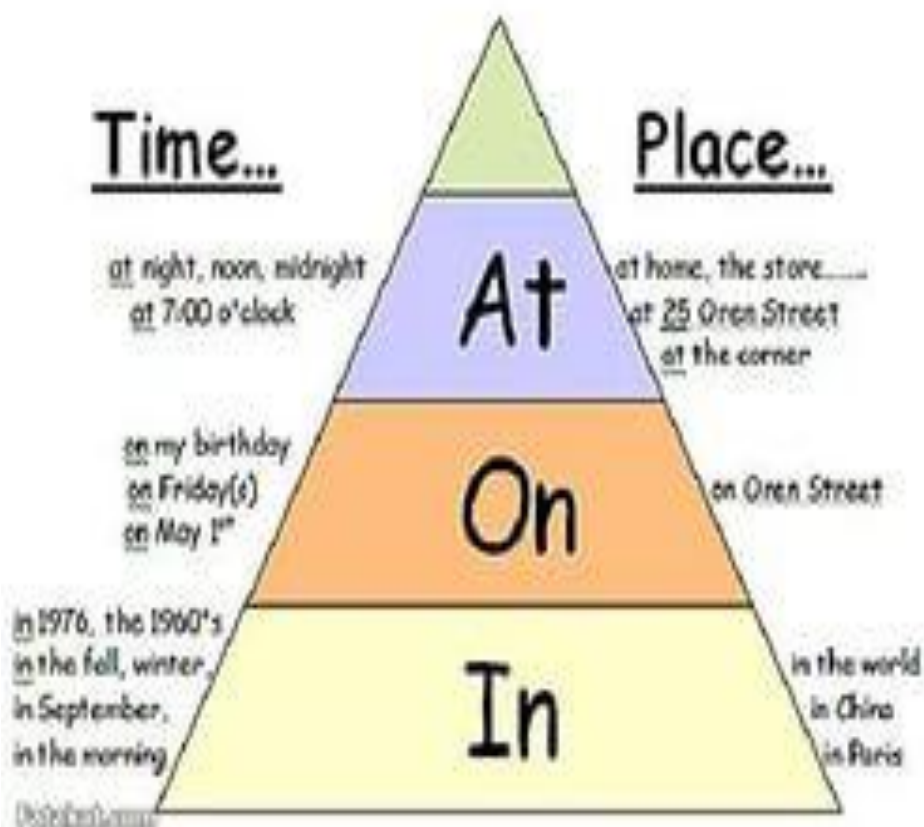 Time...
Place...
at night, noon, midnight
at 7:00 o'clock
at home, the store.......
at 25 Oren Street
at the corner
At
on my birthday
on Friday(s)
on May 1st
On
on Oren Street
in 1976, the 1960's
in the fall, winter,
in September,
in the morning
In
in the world
in China
in Paris